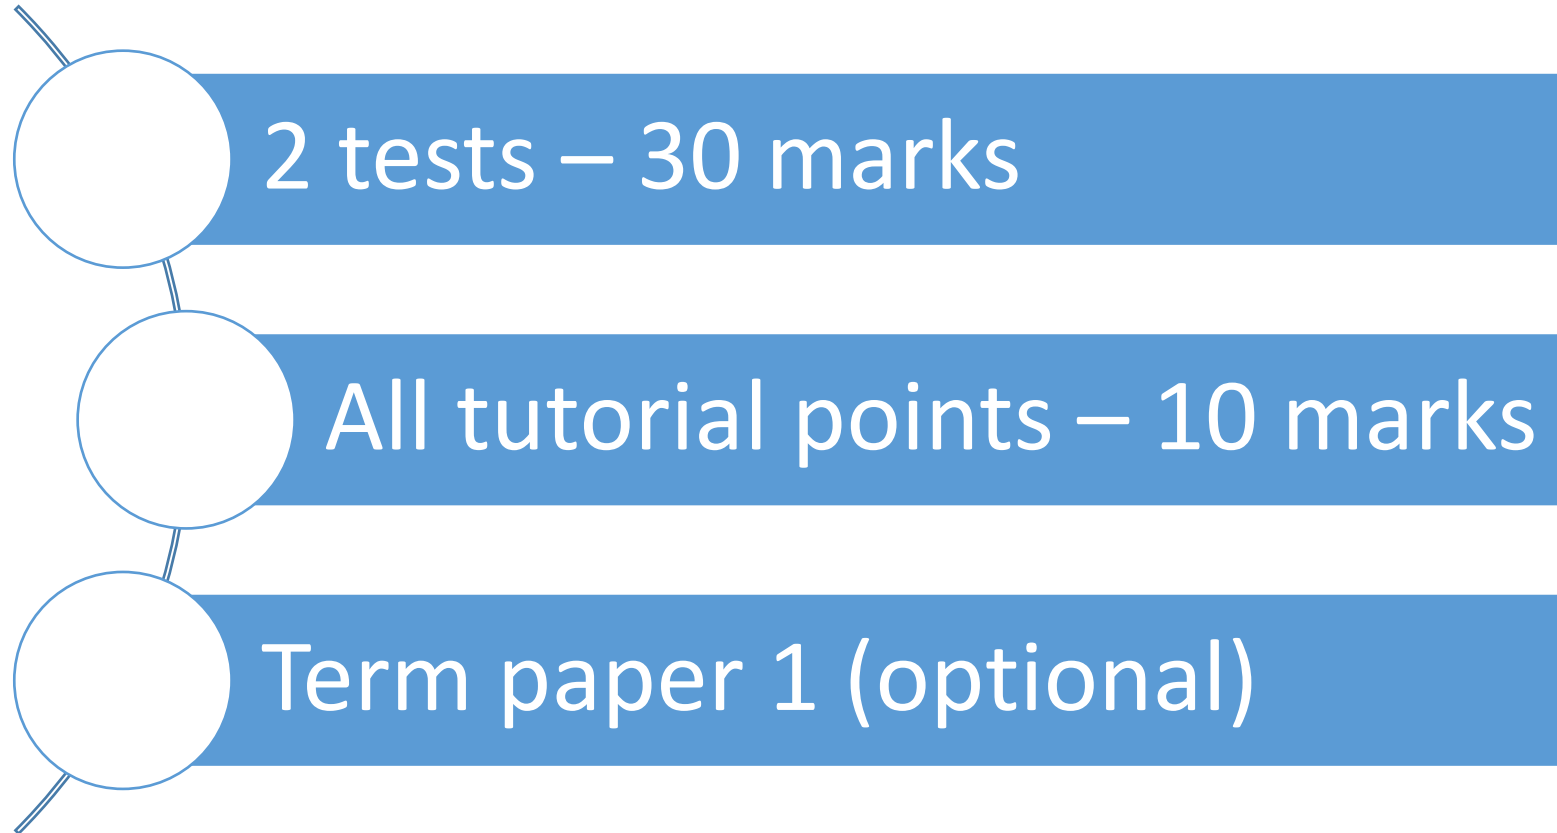 2 tests – 30 marks
All tutorial points – 10 marks
Term paper 1 (optional)